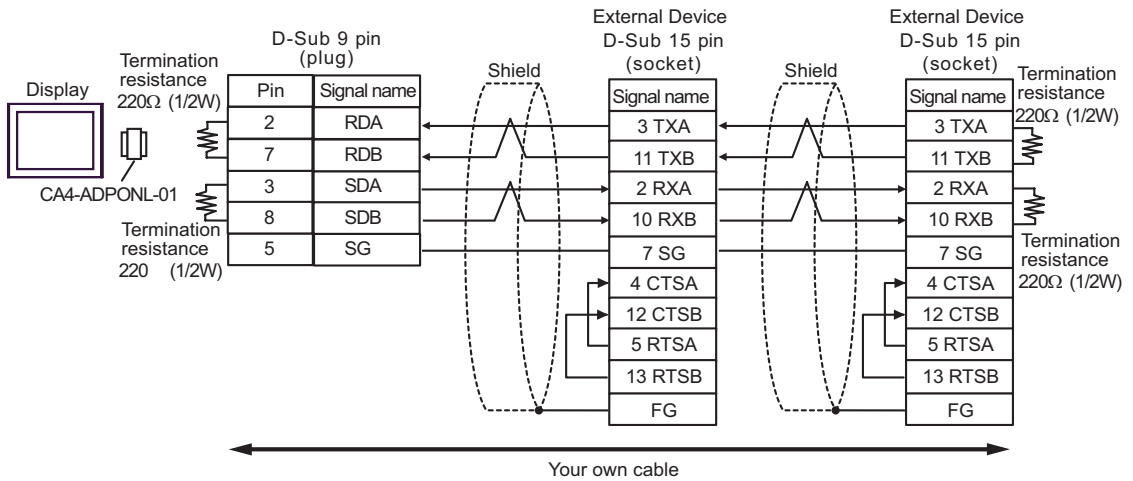 Display
CA4-ADPONL-01
Termination
resistance
220Ω (1/2W)
Termination
resistance
220 (1/2W)
D-Sub 9 pin
(plug)
Pin Signal name
2 RDA
7 RDB
3 SDA
8 SDB
5 SG
Shield
External Device
D-Sub 15 pin
(socket)
Signal name
3 TXA
11 TXB
2 RXA
10 RXB
7 SG
4 CTSA
12 CTSB
5 RTSA
13 RTSB
FG
Shield
External Device
D-Sub 15 pin
(socket)
Signal name
3 TXA
11 TXB
2 RXA
10 RXB
7 SG
4 CTSA
12 CTSB
5 RTSA
13 RTSB
FG
Termination
resistance
220Ω (1/2W)
Termination
resistance
220Ω (1/2W)
Your own cable